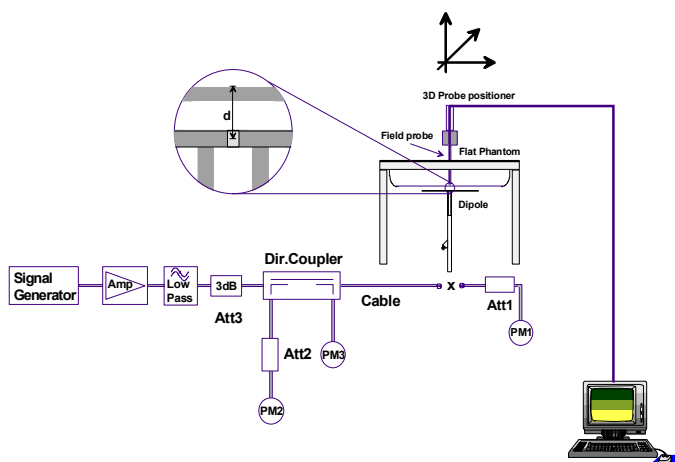 3D Probe positioner
d
Field probe
Flat Phantom
Dipole
Dir.Coupler
Signal
Generator
Amp
Low
Pass
3dB
Att3
Cable
x
Att1
PM1
Att2
PM3
PM2